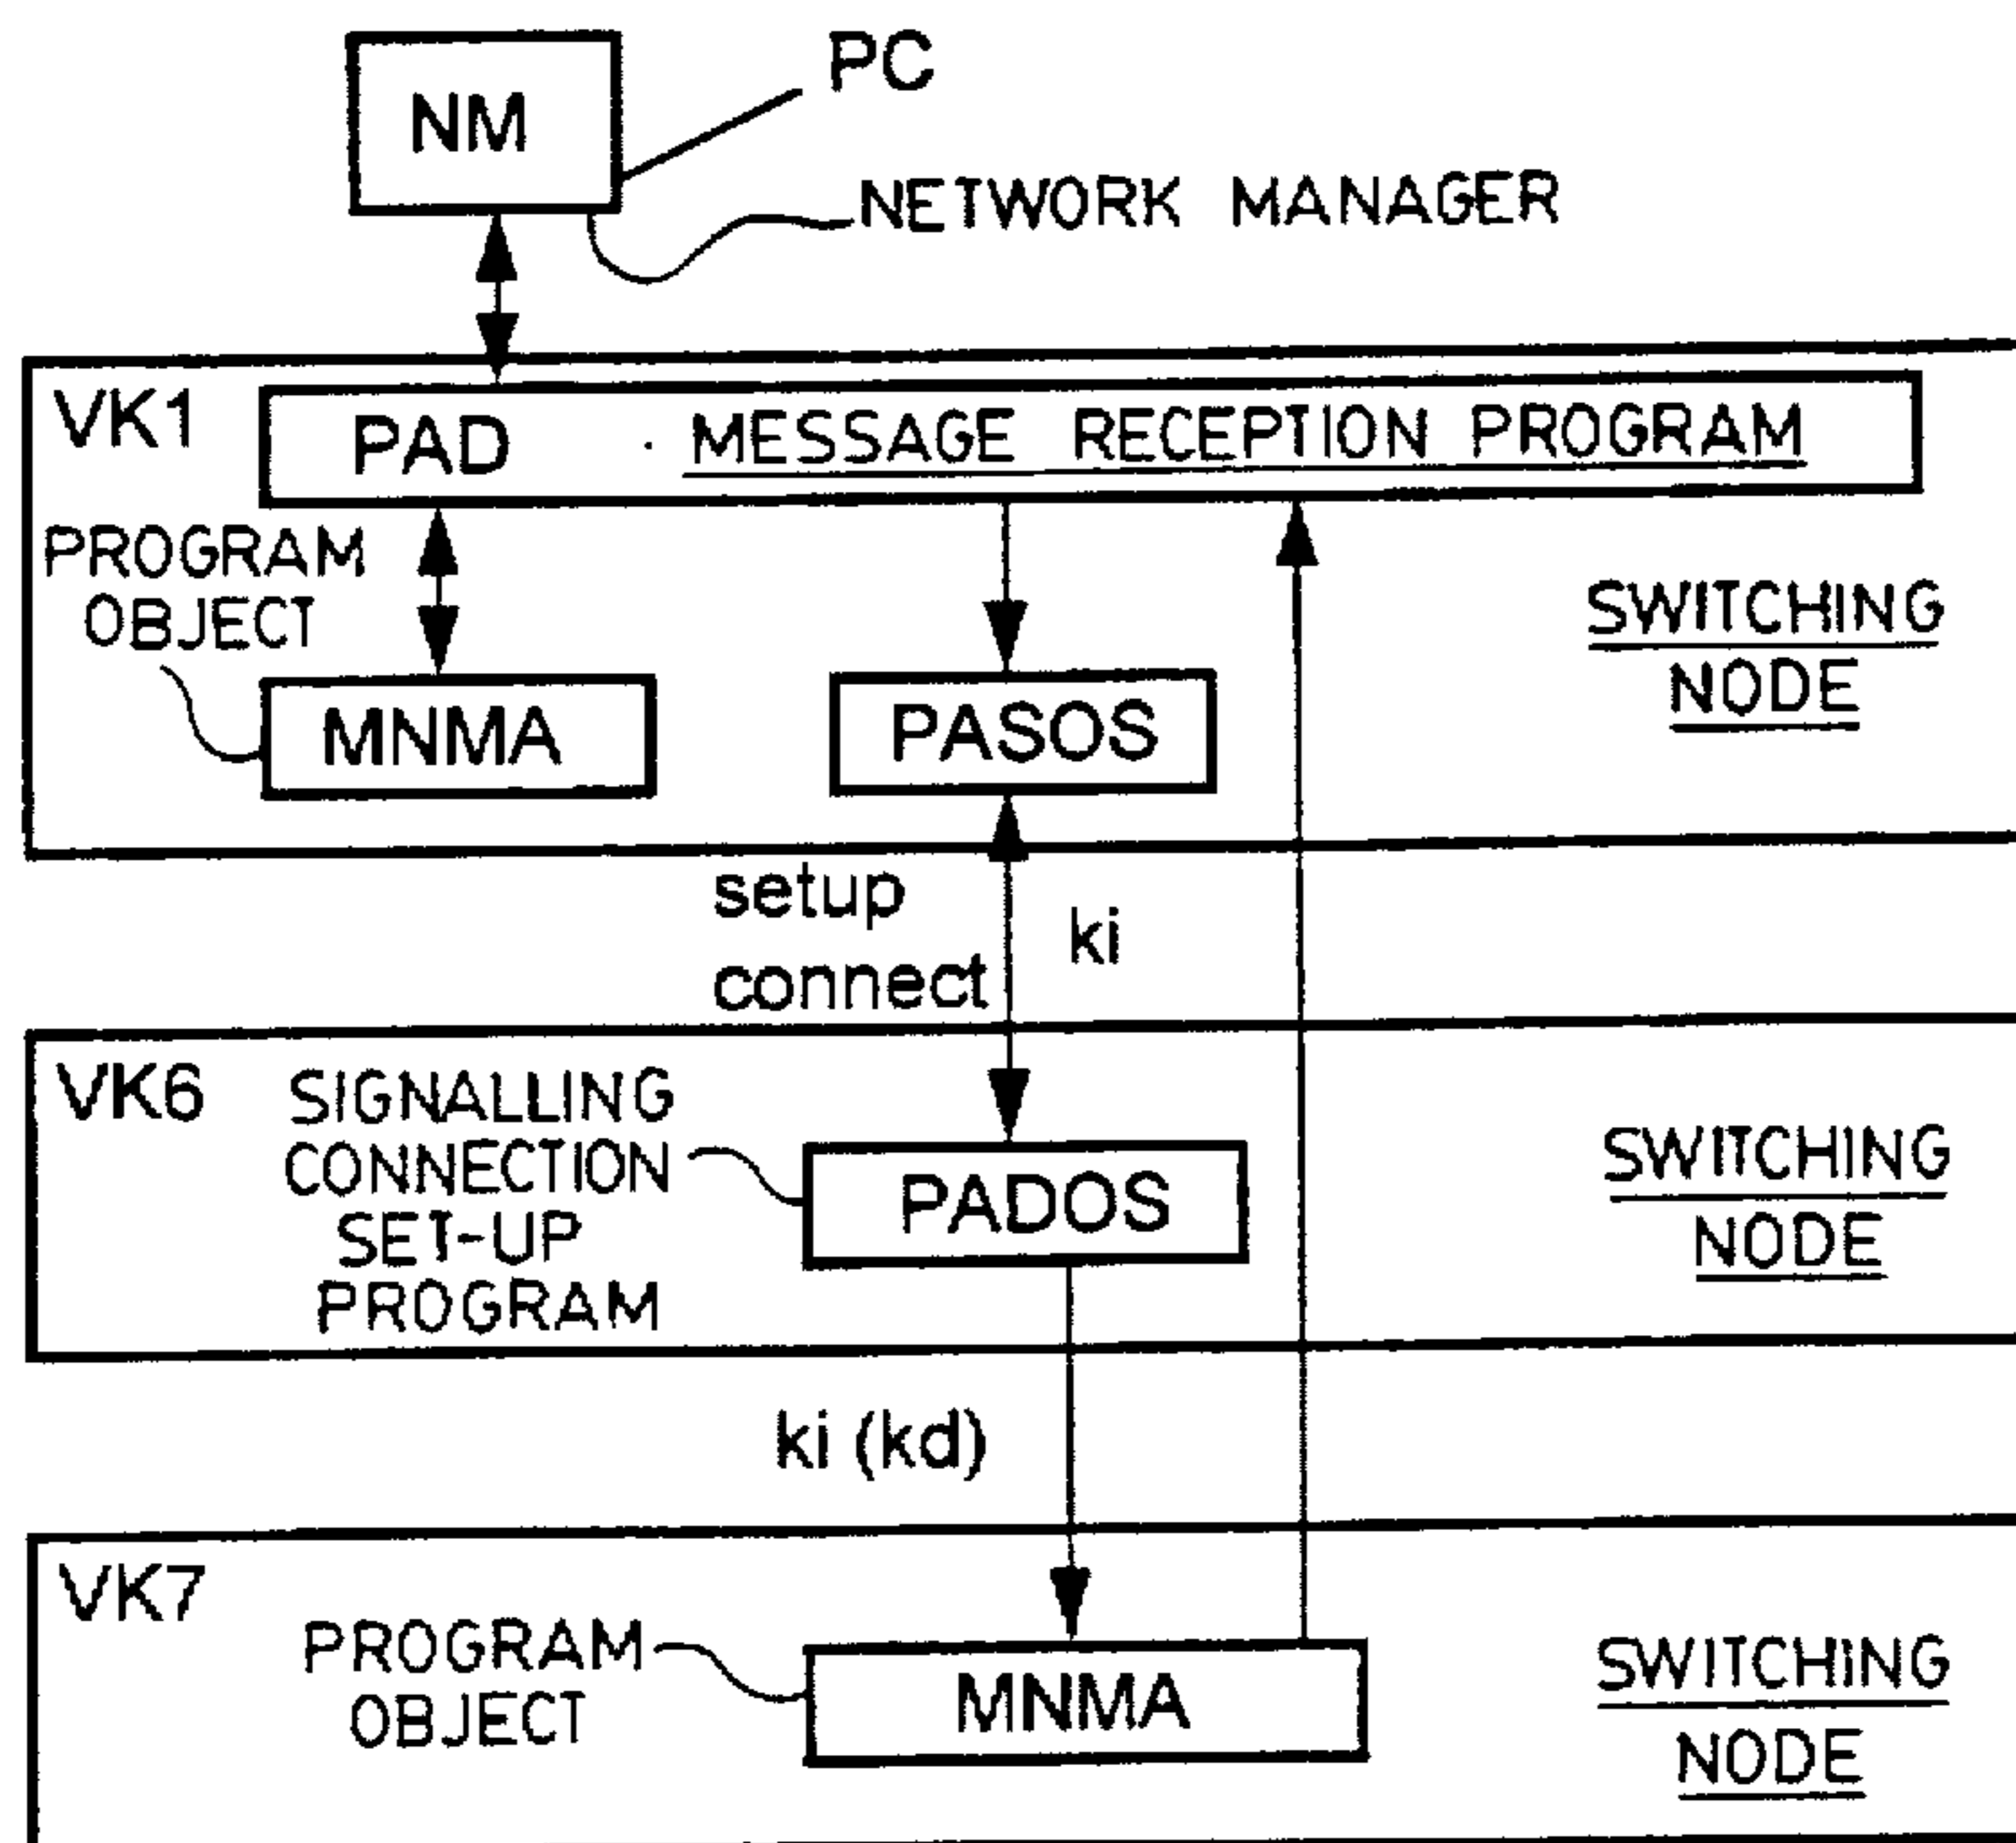 NM
PC
NETWORK MANAGER
VK1
PAD
MESSAGE RECEPTION PROGRAM
PROGRAM
OBJECT
SWITCHING
NODE
MNMA
PASOS
setup
connect
ki
VK6
SIGNALLING
CONNECTION
SET-UP
PROGRAM
PADOS
SWITCHING
NODE
ki (kd)
VK7
PROGRAM
OBJECT
MNMA
SWITCHING
NODE